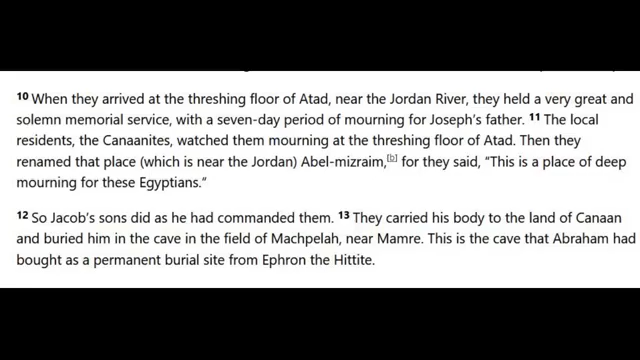 10 When they arrived at the threshing floor of Atad, near the Jordan River, they held a very great and
solemn memorial service, with a seven-day period of mourning for Joseph’s father. 11 The local
residents, the Canaanites, watched them mourning at the threshing floor of Atad. Then they
renamed that place (which is near the Jordan) Abel-mizraim,[b] for they said, “This is a place of deep
mourning for these Egyptians.”
12 So Jacob’s sons did as he had commanded them. 13 They carried his body to the land of Canaan
and buried him in the cave in the field of Machpelah, near Mamre. This is the cave that Abraham had
bought as a permanent burial site from Ephron the Hittite.